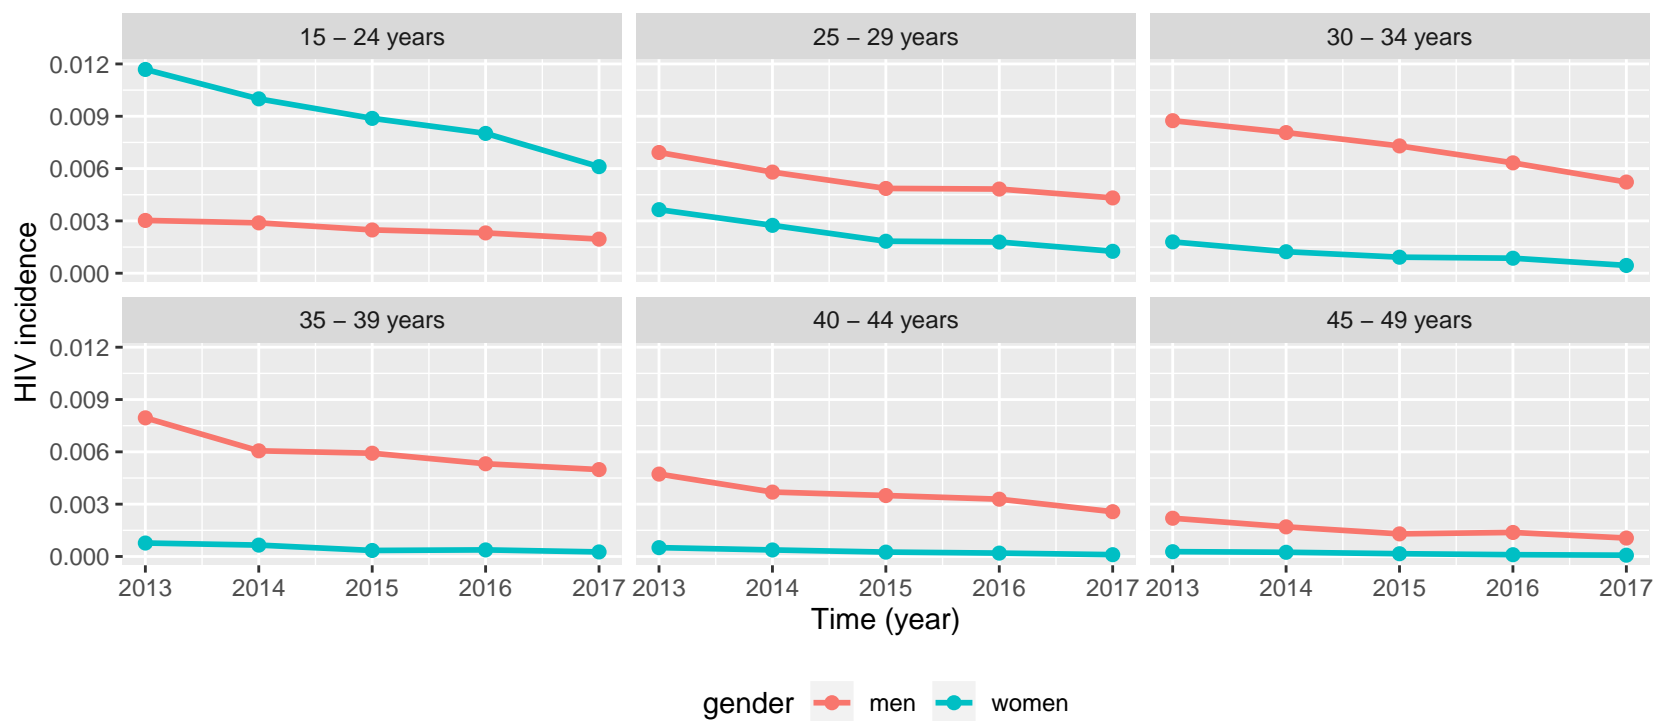 15 – 24 years
25 – 29 years
30 – 34 years
0.012
0.009
0.006
0.003
0.000
HIV incidence
35 – 39 years
40 – 44 years
45 – 49 years
0.012
0.009
0.006
0.003
0.000
2013 2014 2015 2016 2017 2013 2014 2015 2016 2017 2013 2014 2015 2016 2017
Time (year)
gender men women